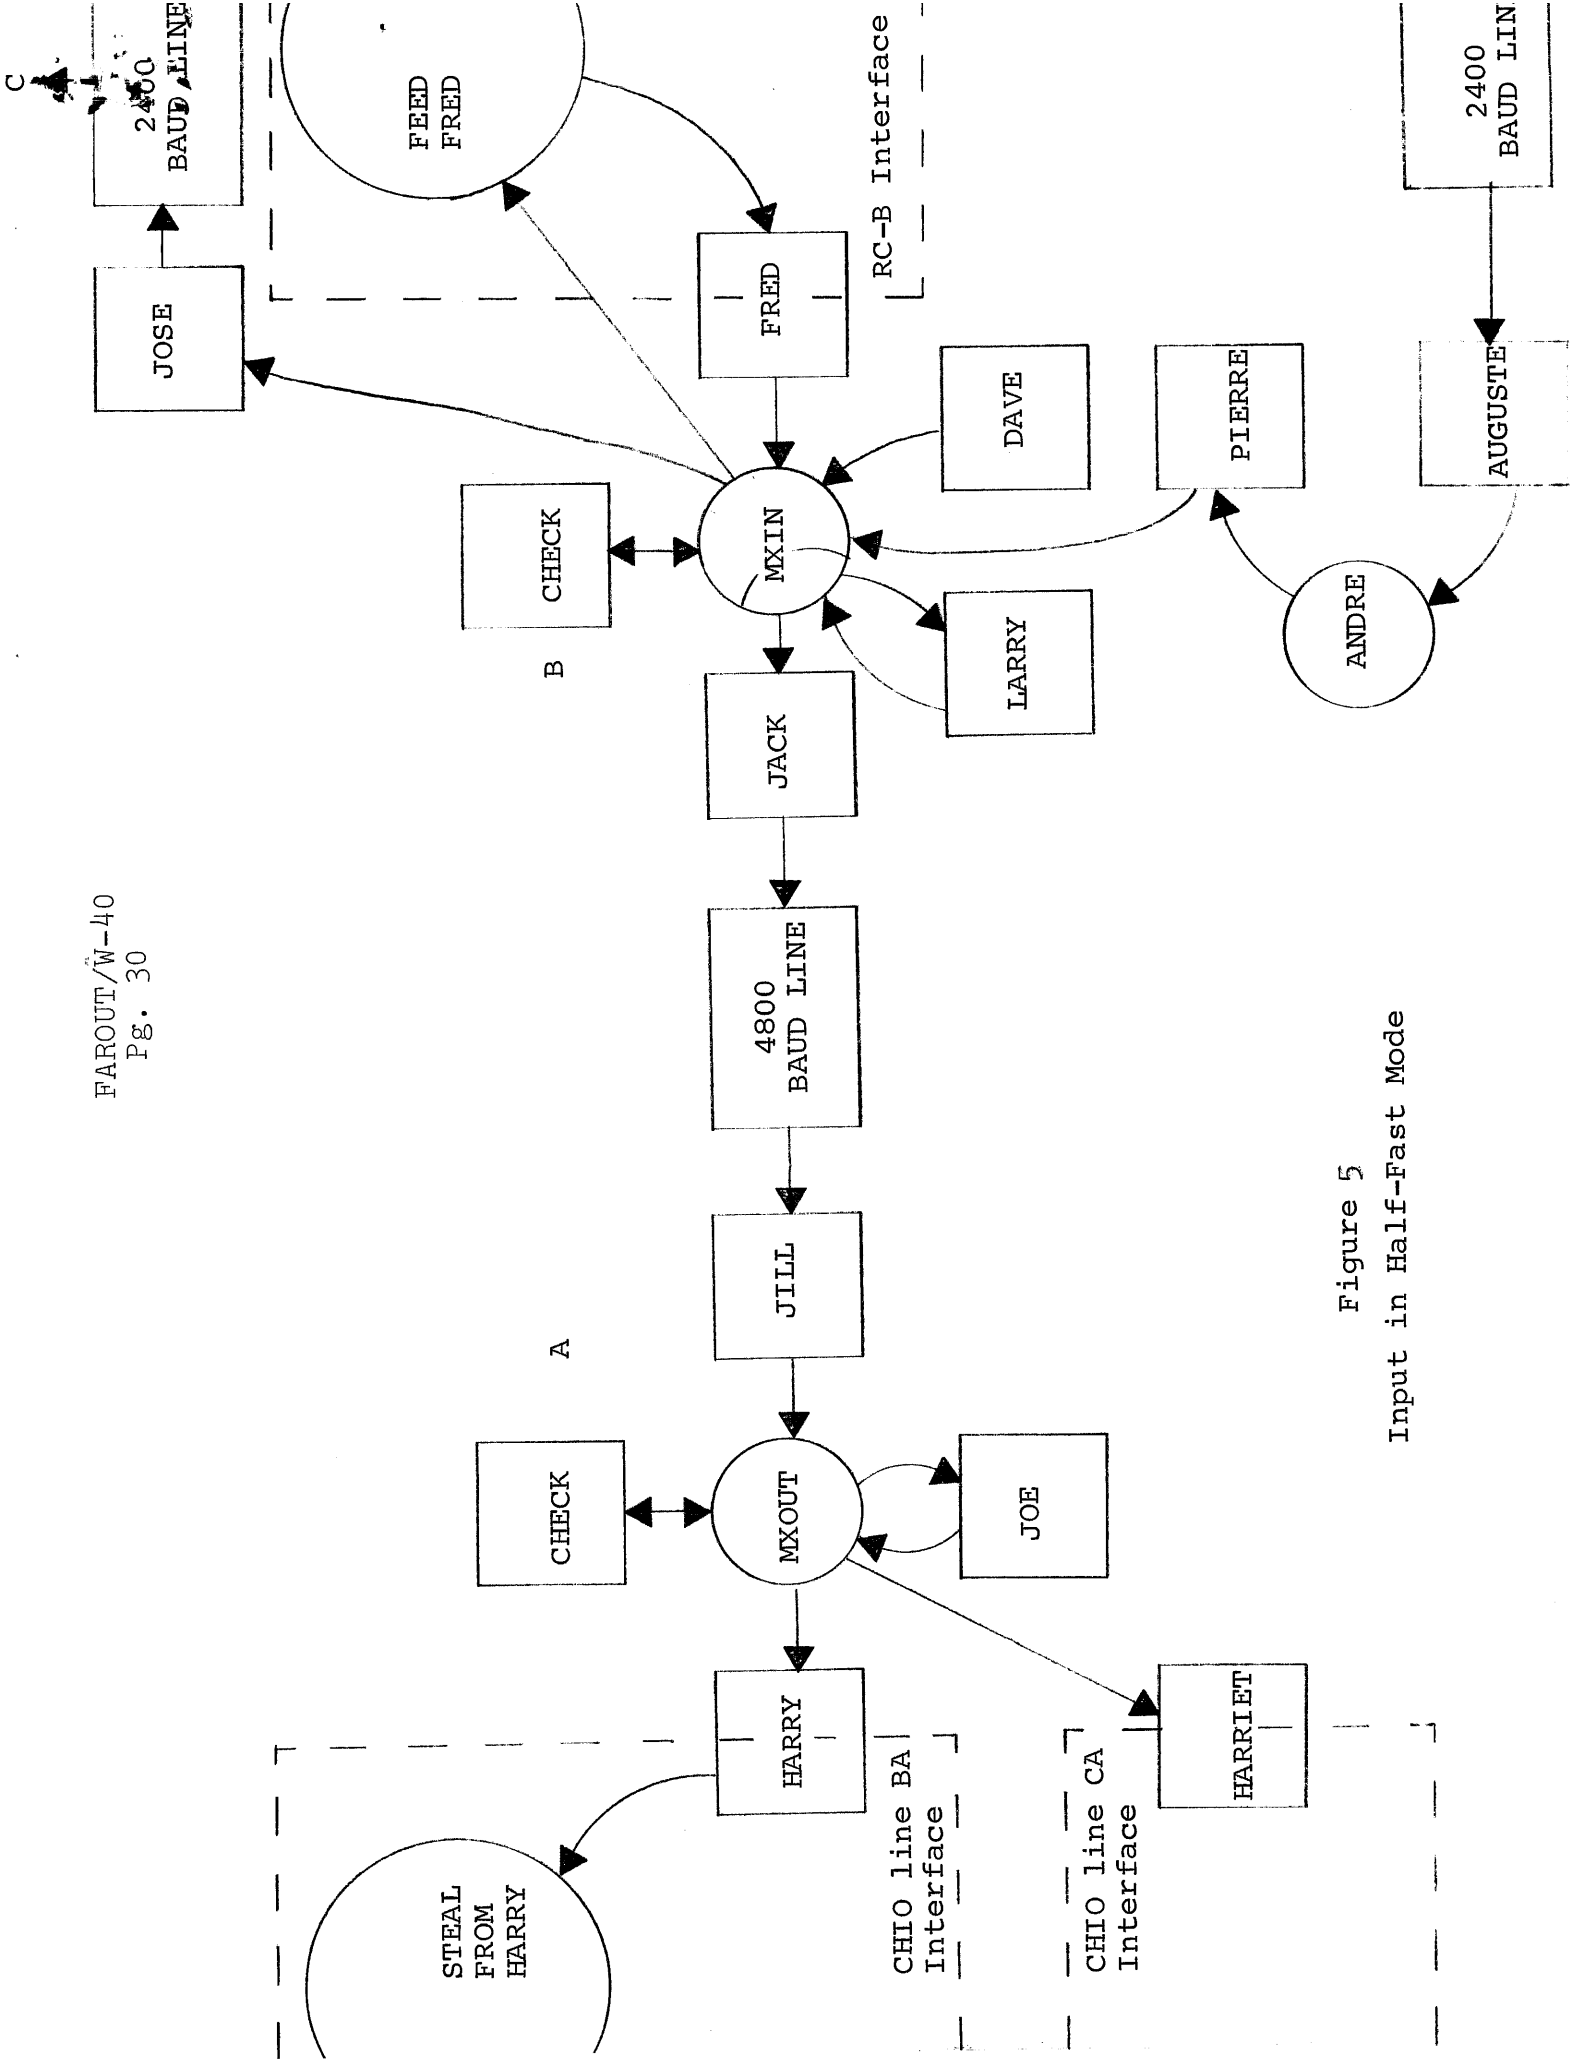 FAROUT/W-40
Pg. 30
C
2400
BAUD LINE
JOSE
FEED
FRED
FRED
RC-B Interface
CHECK
B
MXIN
DAVE
JACK
LARRY
PIERRE
ANDRE
AUGUSTE
2400
BAUD LIN
4800
BAUD LINE
A
JILL
CHECK
MXOUT
JOE
STEAL
FROM
HARRY
HARRY
CHIO line BA
Interface
CHIO line CA
Interface
HARRIET
Figure 5
Input in Half-Fast Mode